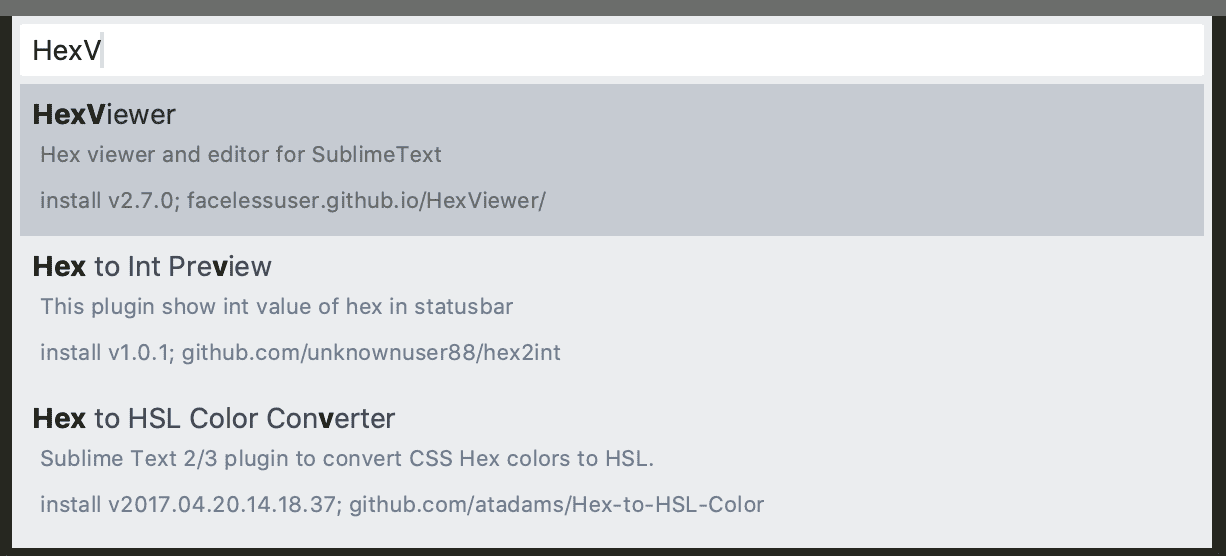 HexV
HexViewer
Hex viewer and editor for SublimeText
install v2.7.0; facelessuser.github.io/HexViewer/
Hex to Int Preview
This plugin show int value of hex in statusbar
install v1.0.1; github.com/unknownuser88/hex2int
Hex to HSL Color Converter
Sublime Text 2/3 plugin to convert CSS Hex colors to HSL.
install v2017.04.20.14.18.37; github.com/atadams/Hex-to-HSL-Color